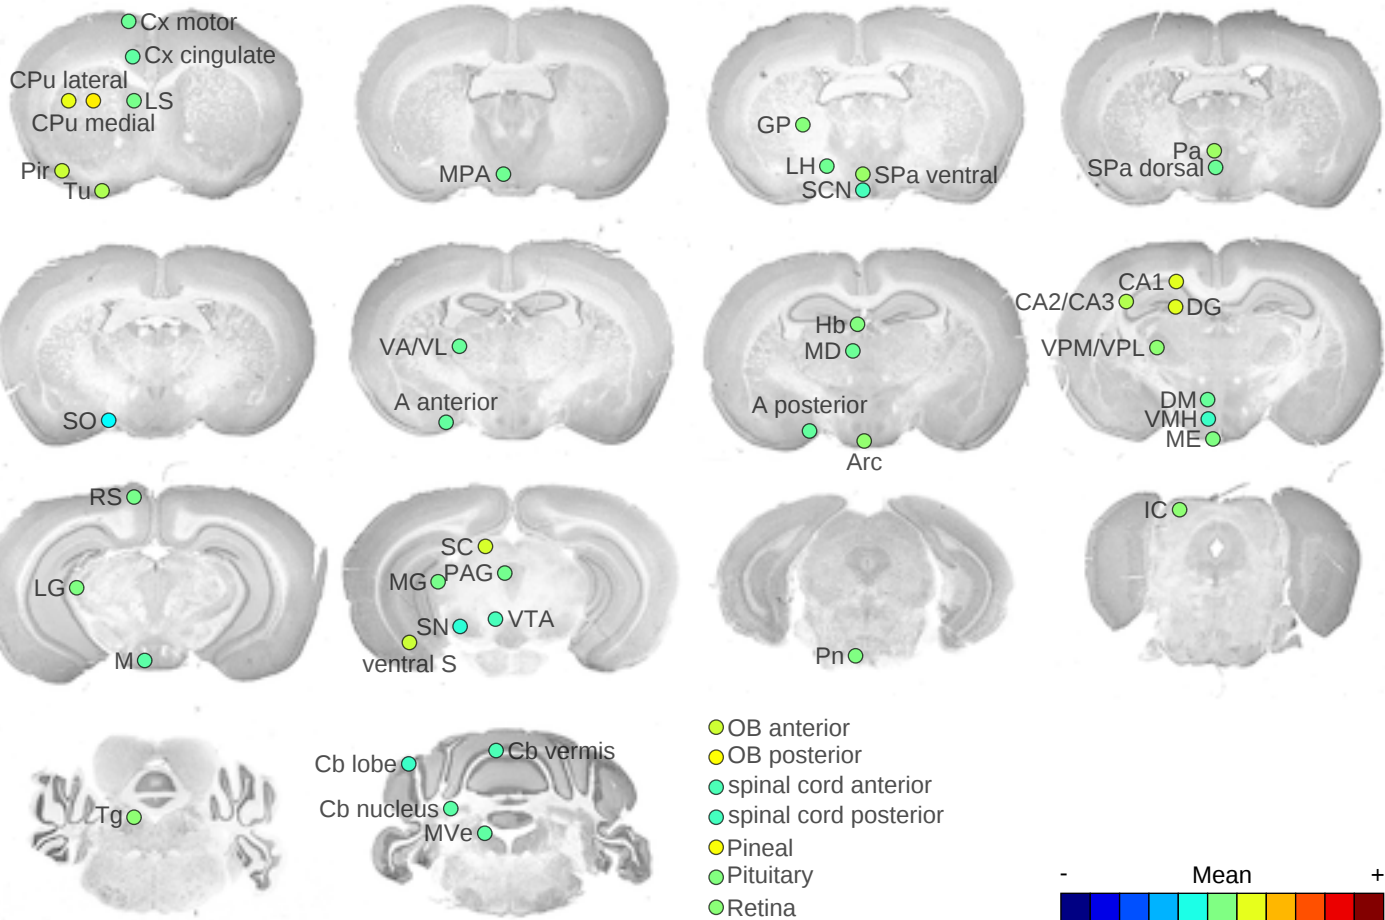 Cx motor
Cx cingulate
CPu lateral
LS
CPu medial
Pir
Tu
MPA
GP
LH
SPa ventral
SCN
Pa
SPa dorsal
SO
VA/VL
A anterior
Hb
MD
A posterior
Arc
CA1
CA2/CA3
DG
VPM/VPL
DM
VMH
ME
RS
LG
M
SC
MG
PAG
SN
VTA
ventral S
Pn
IC
Tg
Cb lobe
Cb vermis
Cb nucleus
MVe
OB anterior
OB posterior
spinal cord anterior
spinal cord posterior
Pineal
Pituitary
Retina
- Mean +